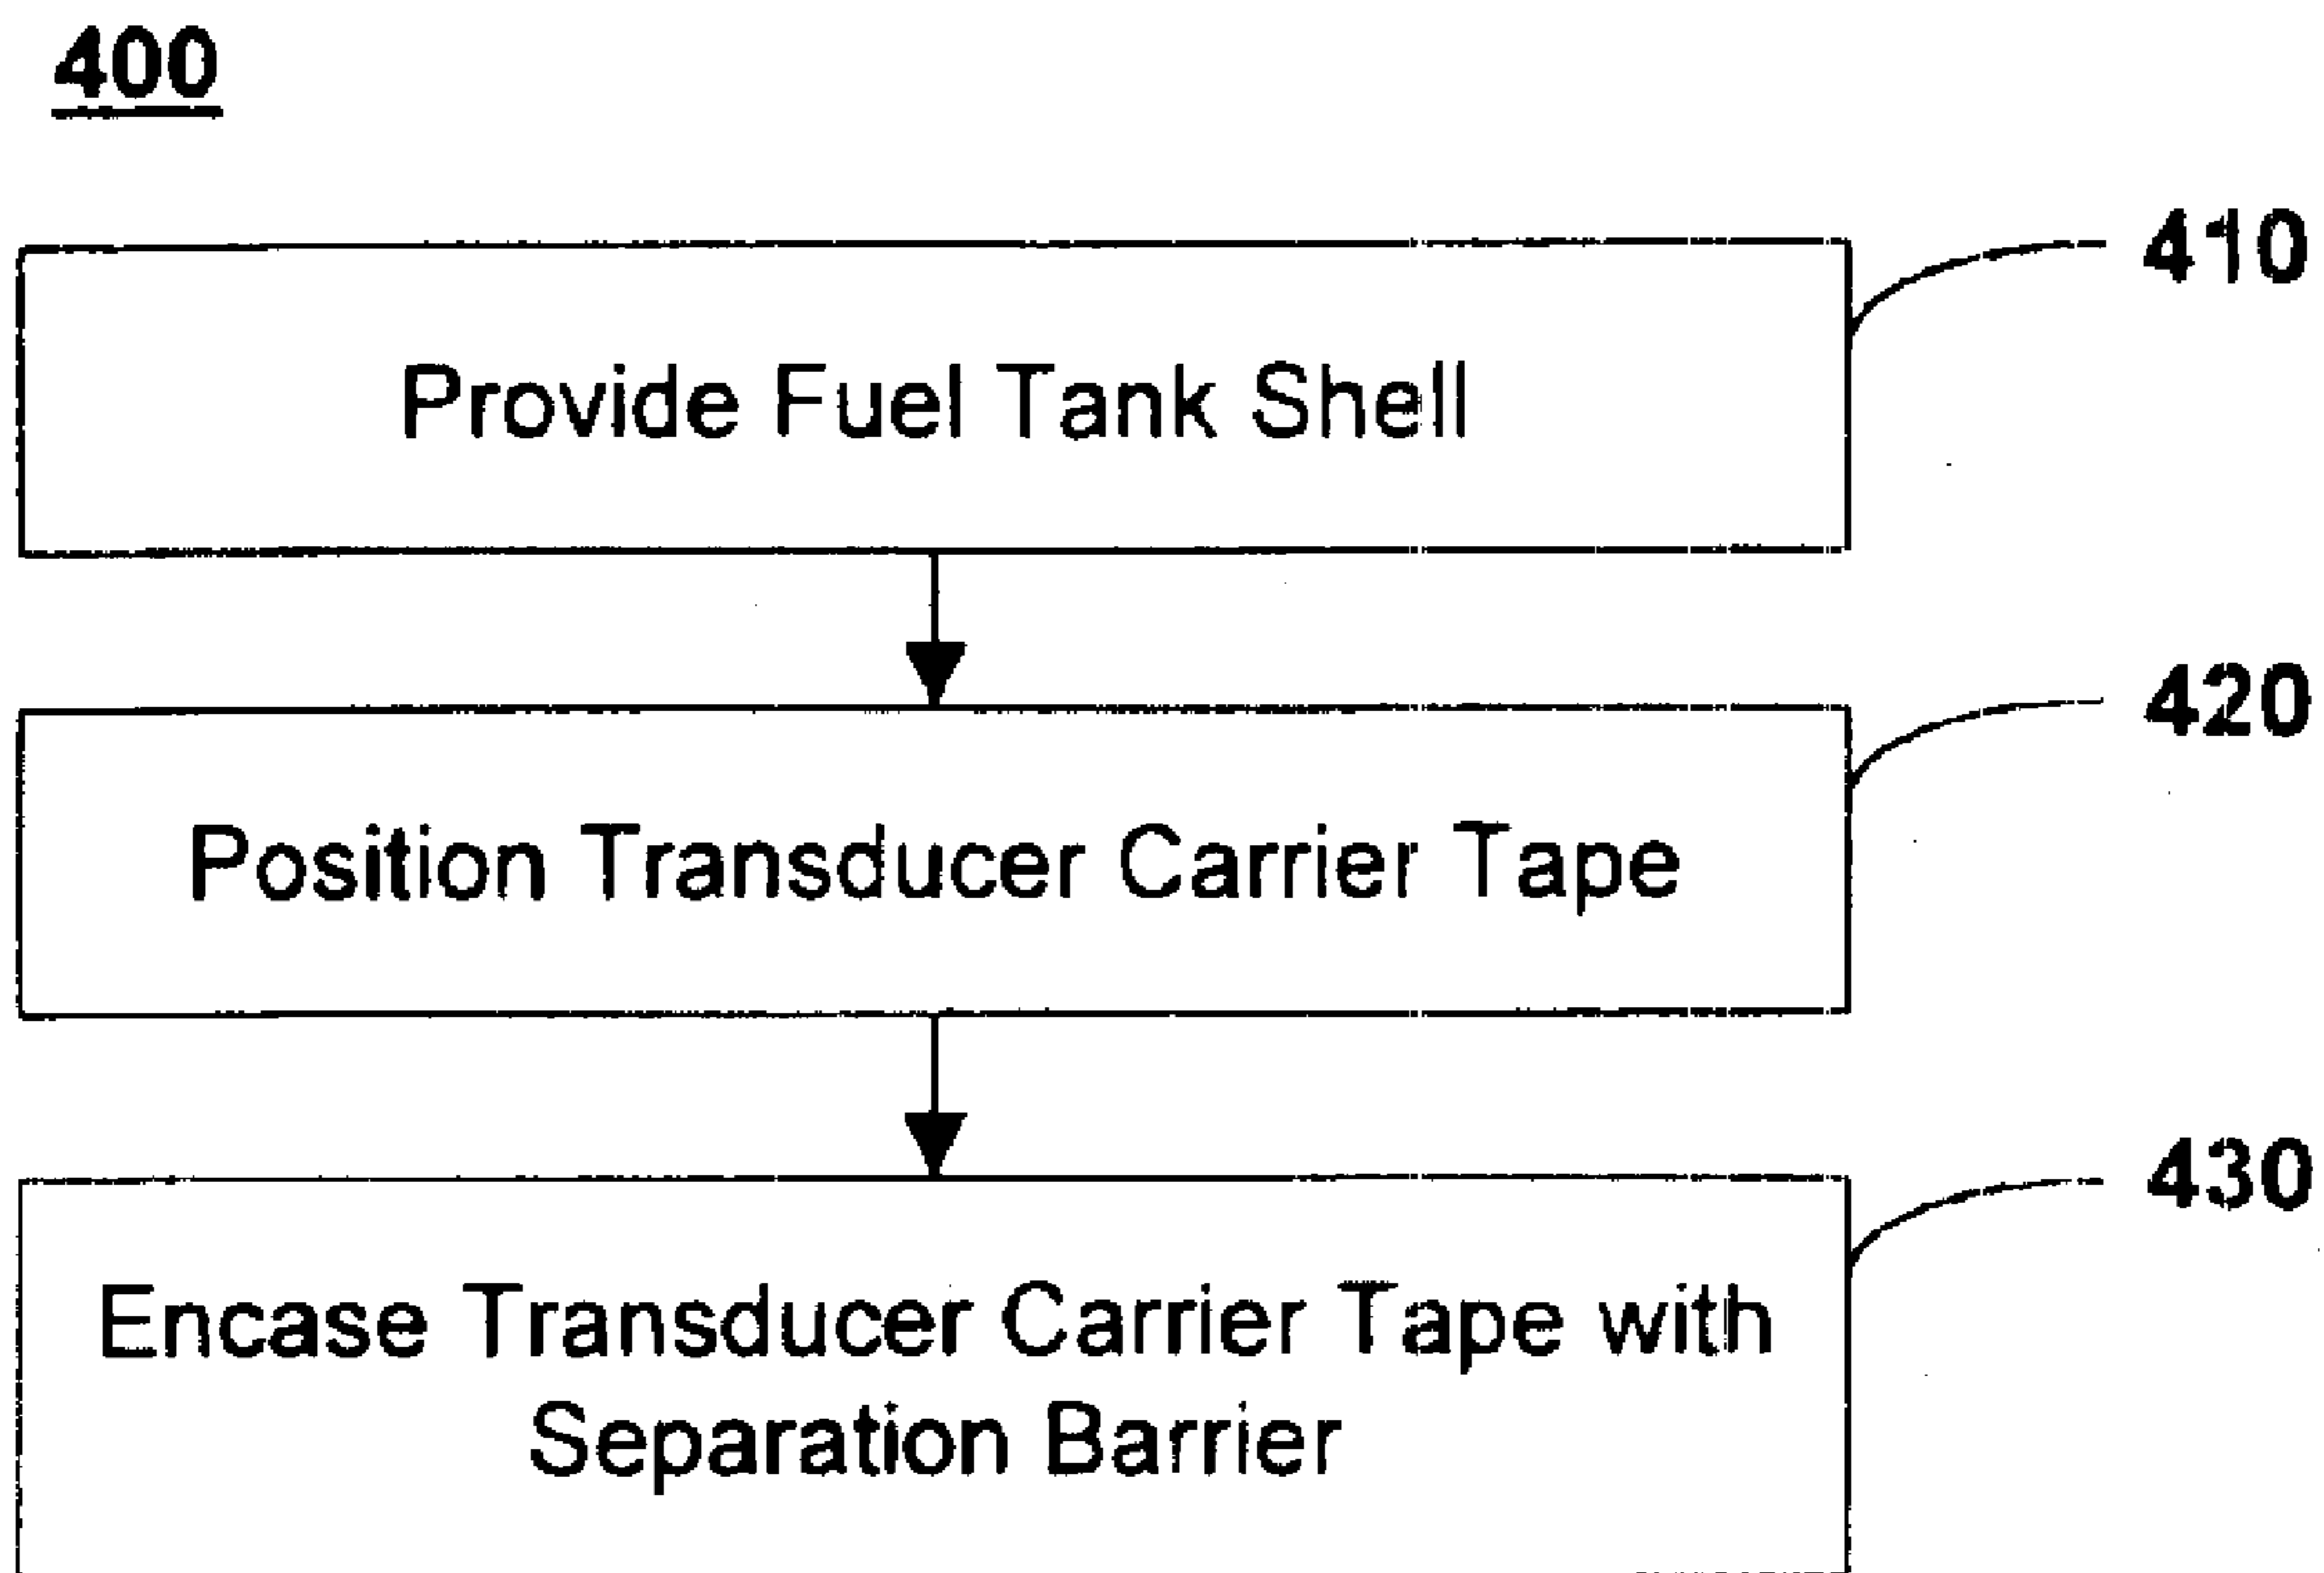 400
410
Provide Fuel Tank Shell
420
Position Transducer Carrier Tape
430
Encase Transducer Carrier Tape with
Separation Barrier